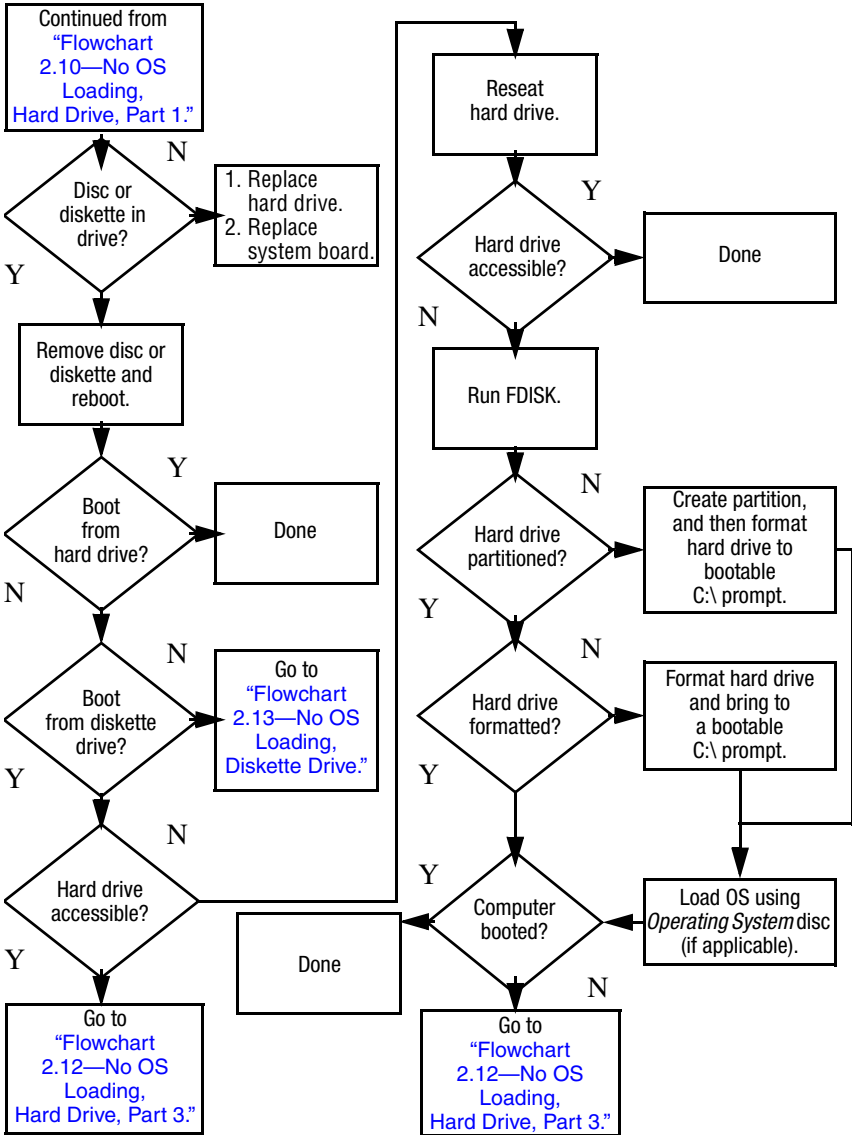 Continued from
“Flowchart
2.10—No OS
Loading,
Hard Drive, Part 1.”
N
Disc or
diskette in
drive?
1. Replace
hard drive.
2. Replace
system board.
Y
Remove disc or
diskette and
reboot.
Y
Boot
from
hard drive?
Done
N
N
Boot
from diskette
drive?
Go to
“Flowchart
2.13—No OS
Loading,
Diskette Drive.”
Y
N
Hard drive
accessible?
Y
Go to
“Flowchart
2.12—No OS
Loading,
Hard Drive, Part 3.”
Reseat
hard drive.
Y
Hard drive
accessible?
Done
N
Run FDISK.
N
Hard drive
partitioned?
Create partition,
and then format
hard drive to
bootable
C:\ prompt.
Y
N
Hard drive
formatted?
Format hard drive
and bring to
a bootable
C:\ prompt.
Y
Y
Computer
booted?
Load OS using
Operating System disc
(if applicable).
Done
N
Go to
“Flowchart
2.12—No OS
Loading,
Hard Drive, Part 3.”